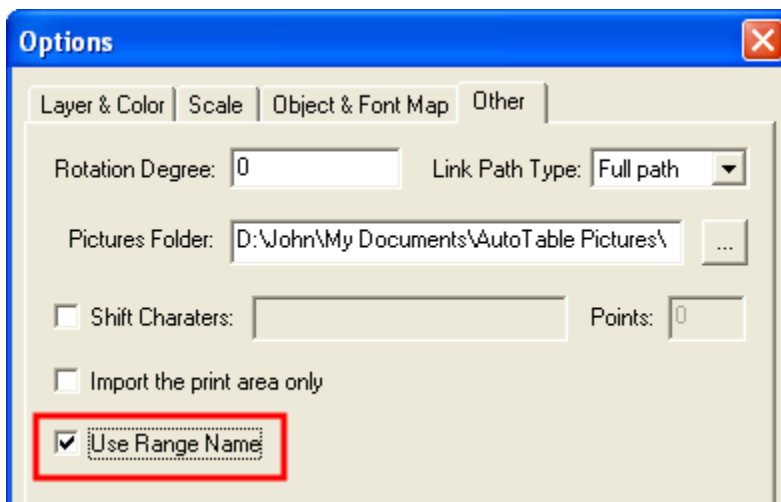 Options
Layer & Color Scale Object & Font Map Other
Rotation Degree: 0 Link Path Type: Full path
Pictures Folder: D:\John\My Documents\AutoTable Pictures\ ...
Shift Charaters: Points: 0
Import the print area only
Use Range Name